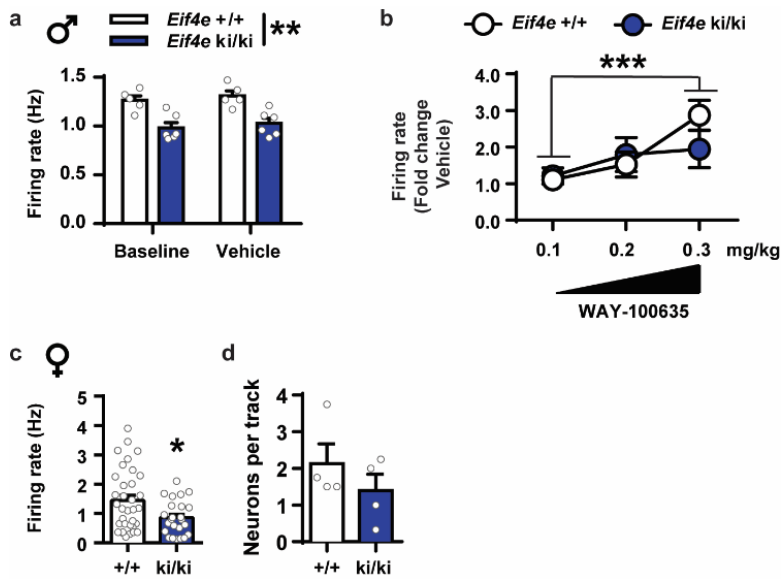 a ♂ Eif4e +/+
Eif4e ki/ki **
Firing rate (Hz)
1.5
1.0
0.5
0.0
Baseline Vehicle
b Eif4e +/+ Eif4e ki/ki
***
Firing rate
(Fold change
Vehicle)
4.0
3.0
2.0
1.0
0.0
0.1 0.2 0.3 mg/kg
WAY-100635
c ♀
Firing rate (Hz)
5
4
3
2
1
0
*
+/+ ki/ki
d
Neurons per track
4
3
2
1
0
+/+ ki/ki